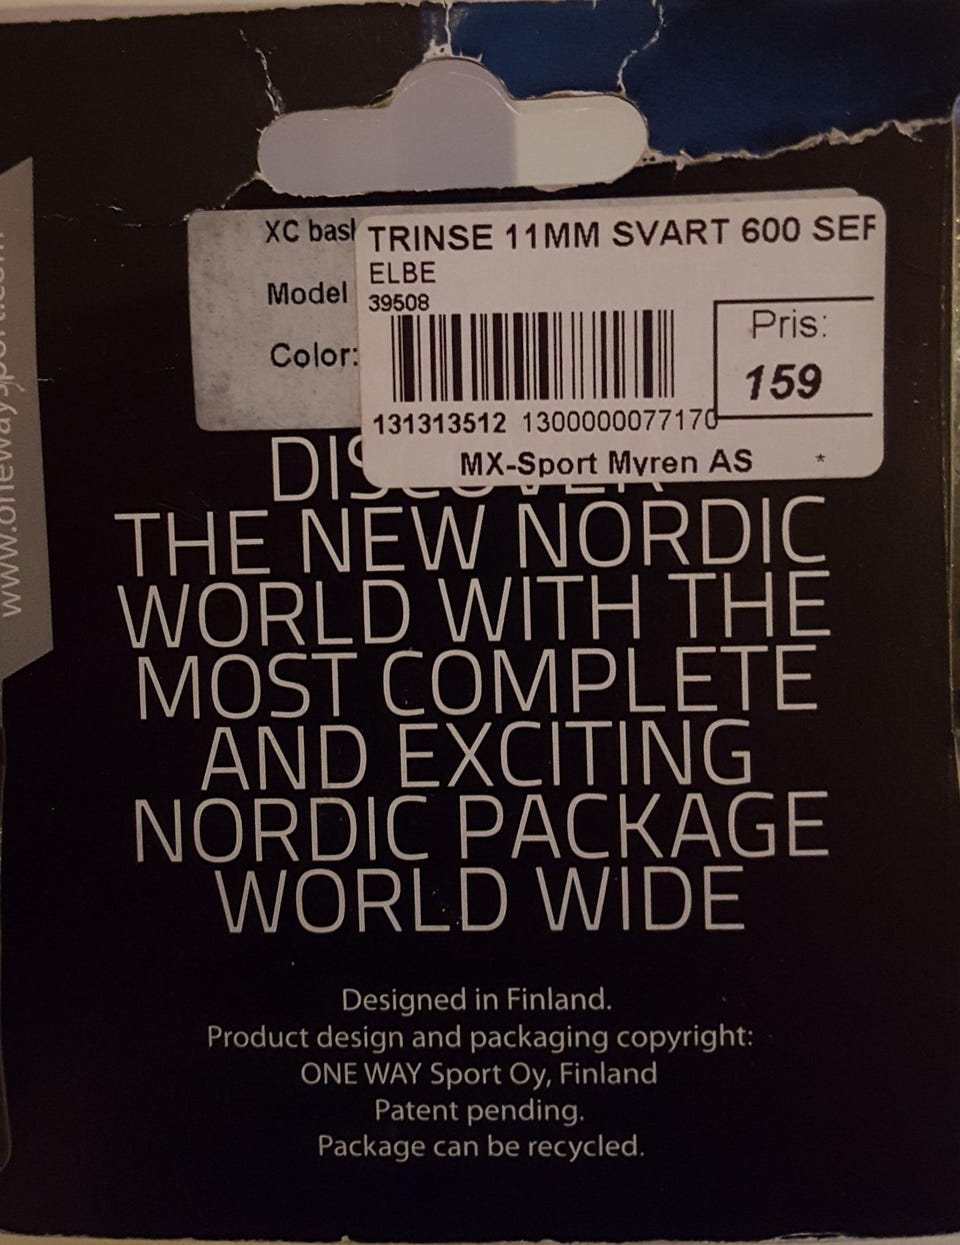 XC bas
Model
Color:
TRINSE 11MM SVART 600 SEF
ELBE
39508
Pris:
159
131313512 1300000077170
MX-Sport Myren AS *
DISCOVER
THE NEW NORDIC
WORLD WITH THE
MOST COMPLETE
AND EXCITING
NORDIC PACKAGE
WORLD WIDE
Designed in Finland.
Product design and packaging copyright:
ONE WAY Sport Oy, Finland
Patent pending.
Package can be recycled.
www.onewaysport.com